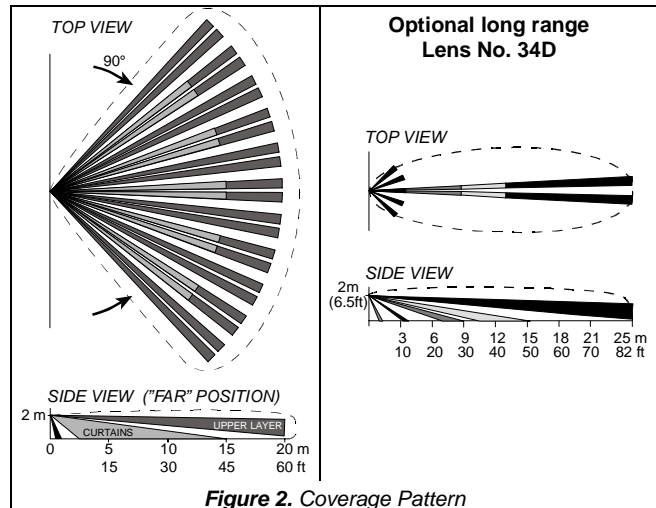 TOP VIEW
90°
SIDE VIEW ("FAR" POSITION)
2 m
CURTAINS
UPPER LAYER
0 5 10 15 20 m
15 30 45 60 ft
Optional long range
Lens No. 34D
TOP VIEW
SIDE VIEW
2m
(6.5ft)
3 6 9 12 15 18 21 25 m
10 20 30 40 50 60 70 82 ft
Figure 2. Coverage Pattern